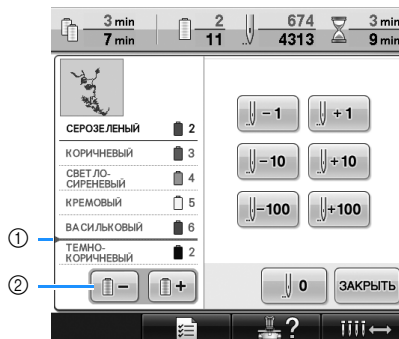 3 min 2 674 3 min
7 min 11 4313 9 min
СЕРОЗЕЛЕНЫЙ 2
КОРИЧНЕВЫЙ 3
СВЕТЛО-
СИРЕНЕВЫЙ 4
КРЕМОВЫЙ 5
ВАСИЛЬКОВЫЙ 6
ТЕМНО-
КОРИЧНЕВЫЙ 2
-1 +1
-10 +10
-100 +100
- +
0 ЗАКРЫТЬ
?
①
②